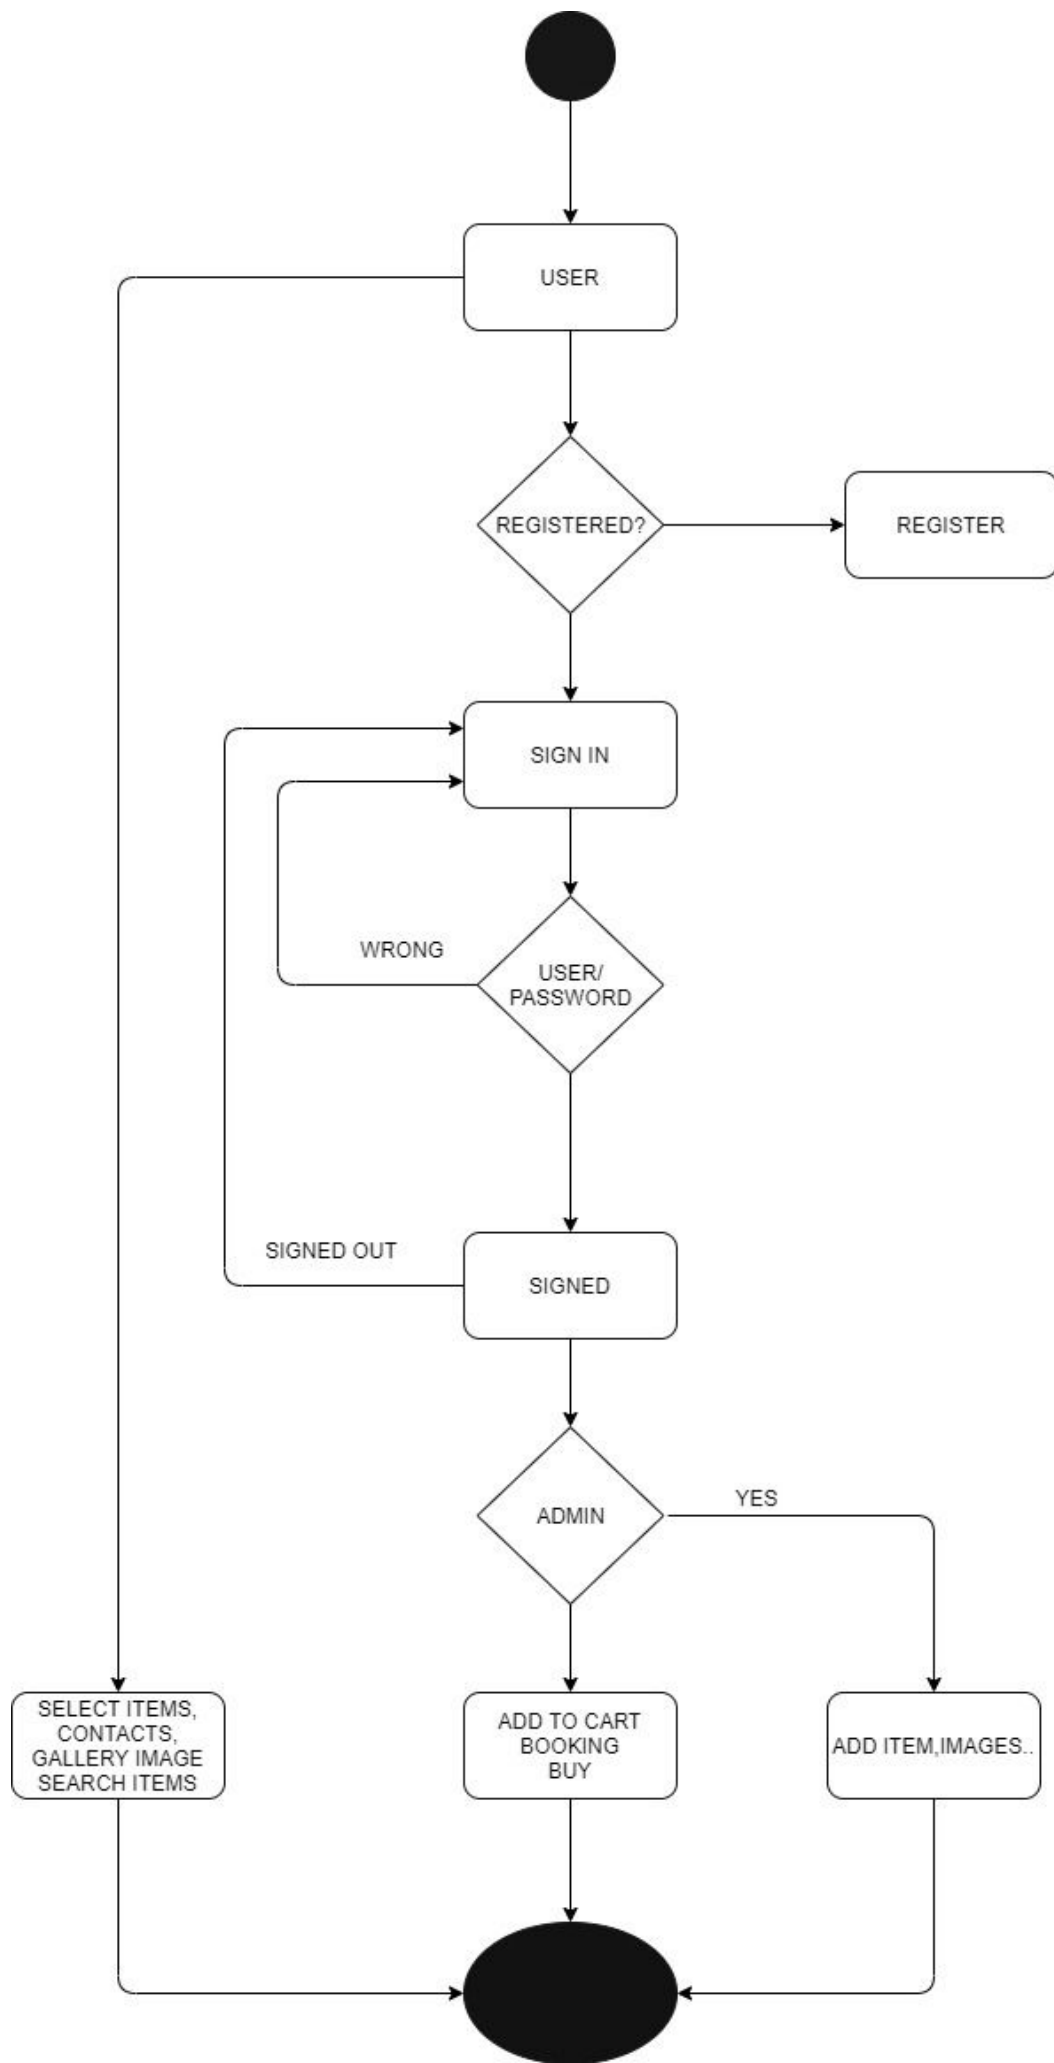 USER
REGISTERED?
REGISTER
SIGN IN
WRONG
USER/
PASSWORD
SIGNED OUT
SIGNED
ADMIN
YES
SELECT ITEMS,
CONTACTS,
GALLERY IMAGE
SEARCH ITEMS
ADD TO CART
BOOKING
BUY
ADD ITEM,IMAGES..